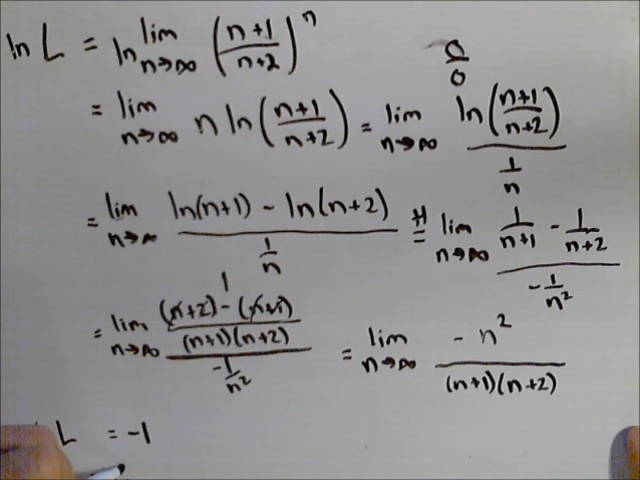 ln L = ln lim n→∞ ((n+1)/(n+2))^n
0/0
= lim n→∞ n ln((n+1)/(n+2)) = lim n→∞ ln((n+1)/(n+2)) / (1/n)
= lim n→∞ (ln(n+1) - ln(n+2)) / (1/n) =^H lim n→∞ (1/(n+1) - 1/(n+2)) / (-1/n²)
1
= lim n→∞ (((n+2) - (n+1)) / ((n+1)(n+2))) / (-1/n²) = lim n→∞ -n² / ((n+1)(n+2))
L = -1